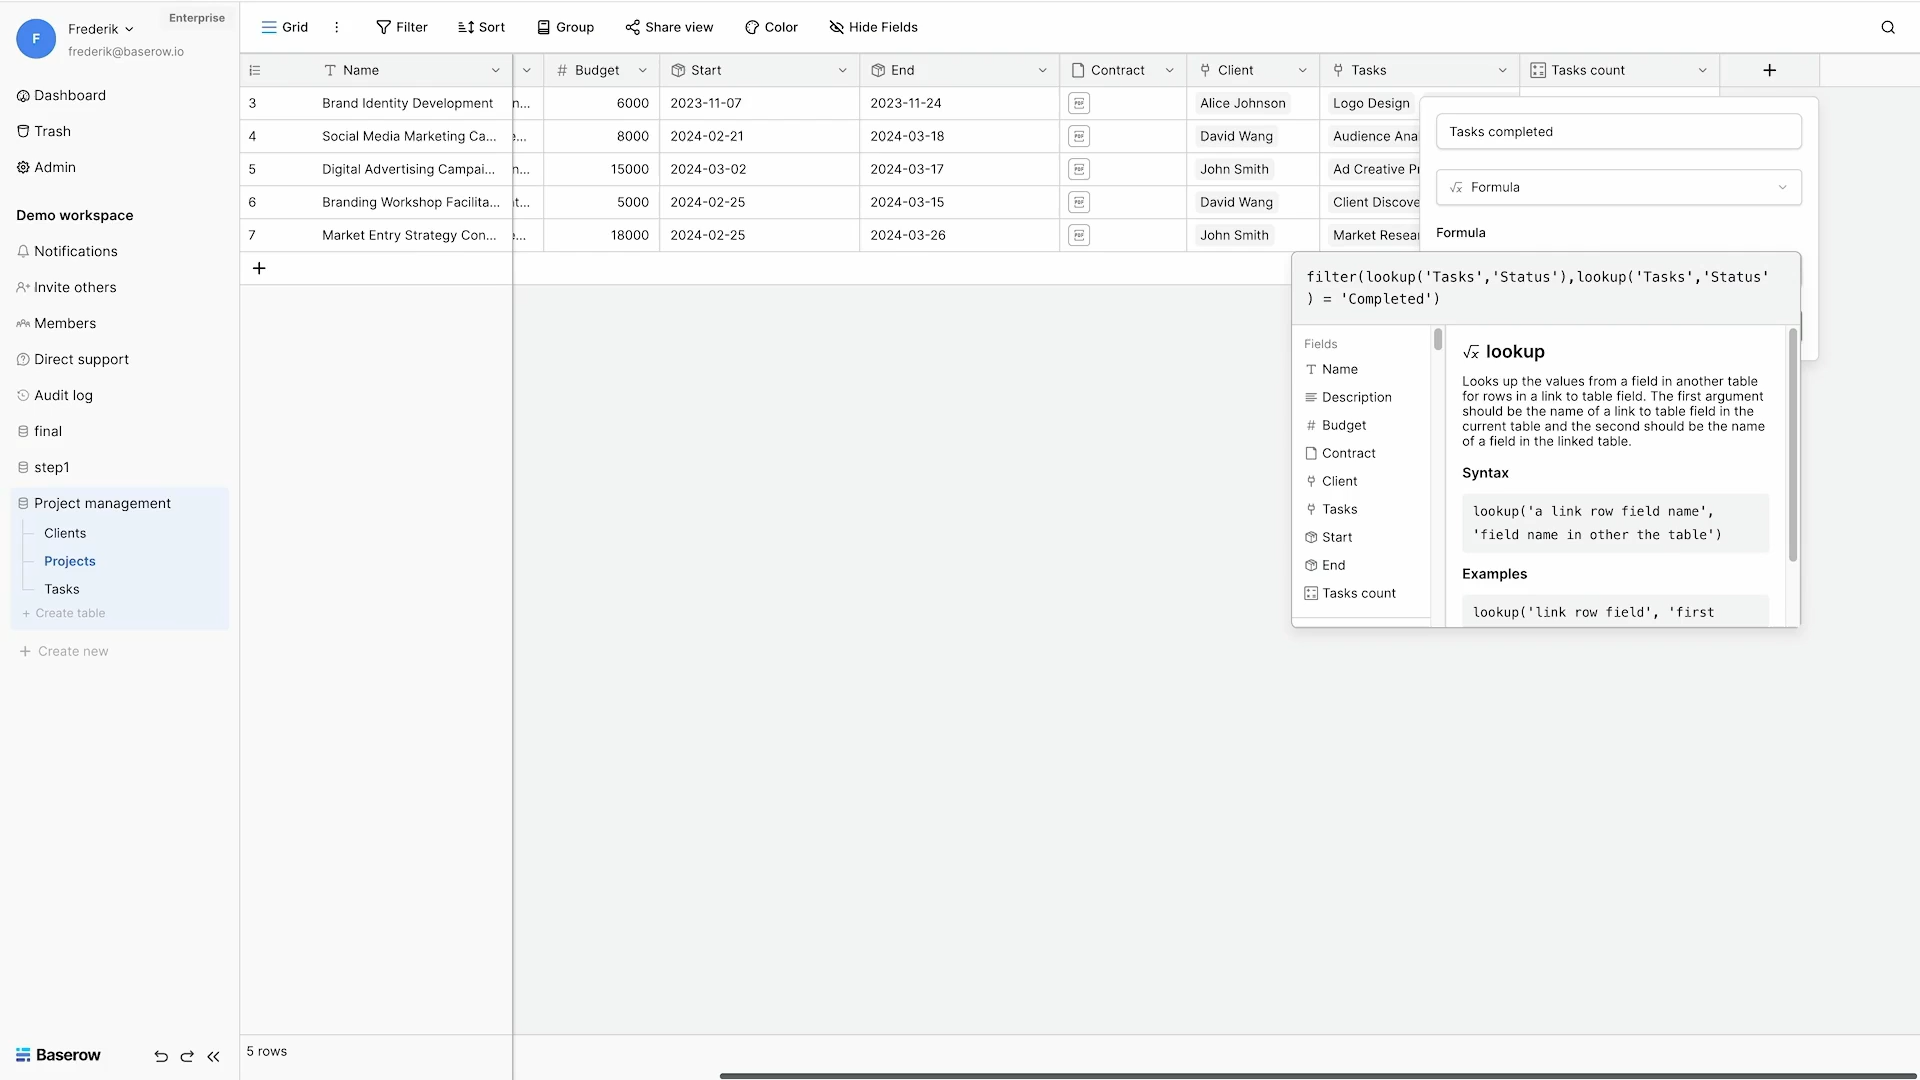 Enterprise
F
Frederik
frederik@baserow.io
Dashboard
Trash
Admin
Demo workspace
Notifications
Invite others
Members
Direct support
Audit log
final
step1
Project management
Clients
Projects
Tasks
+ Create table
+ Create new
Baserow
Grid
Filter
Sort
Group
Share view
Color
Hide Fields
Name Budget Start End Contract Client Tasks Tasks count
3 Brand Identity Development n... 6000 2023-11-07 2023-11-24 PDF Alice Johnson Logo Design
4 Social Media Marketing Ca... e... 8000 2024-02-21 2024-03-18 PDF David Wang Audience Ana
5 Digital Advertising Campai... n... 15000 2024-03-02 2024-03-17 PDF John Smith Ad Creative Pr
6 Branding Workshop Facilita... t... 5000 2024-02-25 2024-03-15 PDF David Wang Client Discove
7 Market Entry Strategy Con... e... 18000 2024-02-25 2024-03-26 PDF John Smith Market Resear
5 rows
Tasks completed
Formula
Formula
filter(lookup('Tasks','Status'),lookup('Tasks','Status'
) = 'Completed')
Fields
Name
Description
Budget
Contract
Client
Tasks
Start
End
Tasks count
lookup
Looks up the values from a field in another table
for rows in a link to table field. The first argument
should be the name of a link to table field in the
current table and the second should be the name
of a field in the linked table.
Syntax
lookup('a link row field name',
'field name in other the table')
Examples
lookup('link row field', 'first